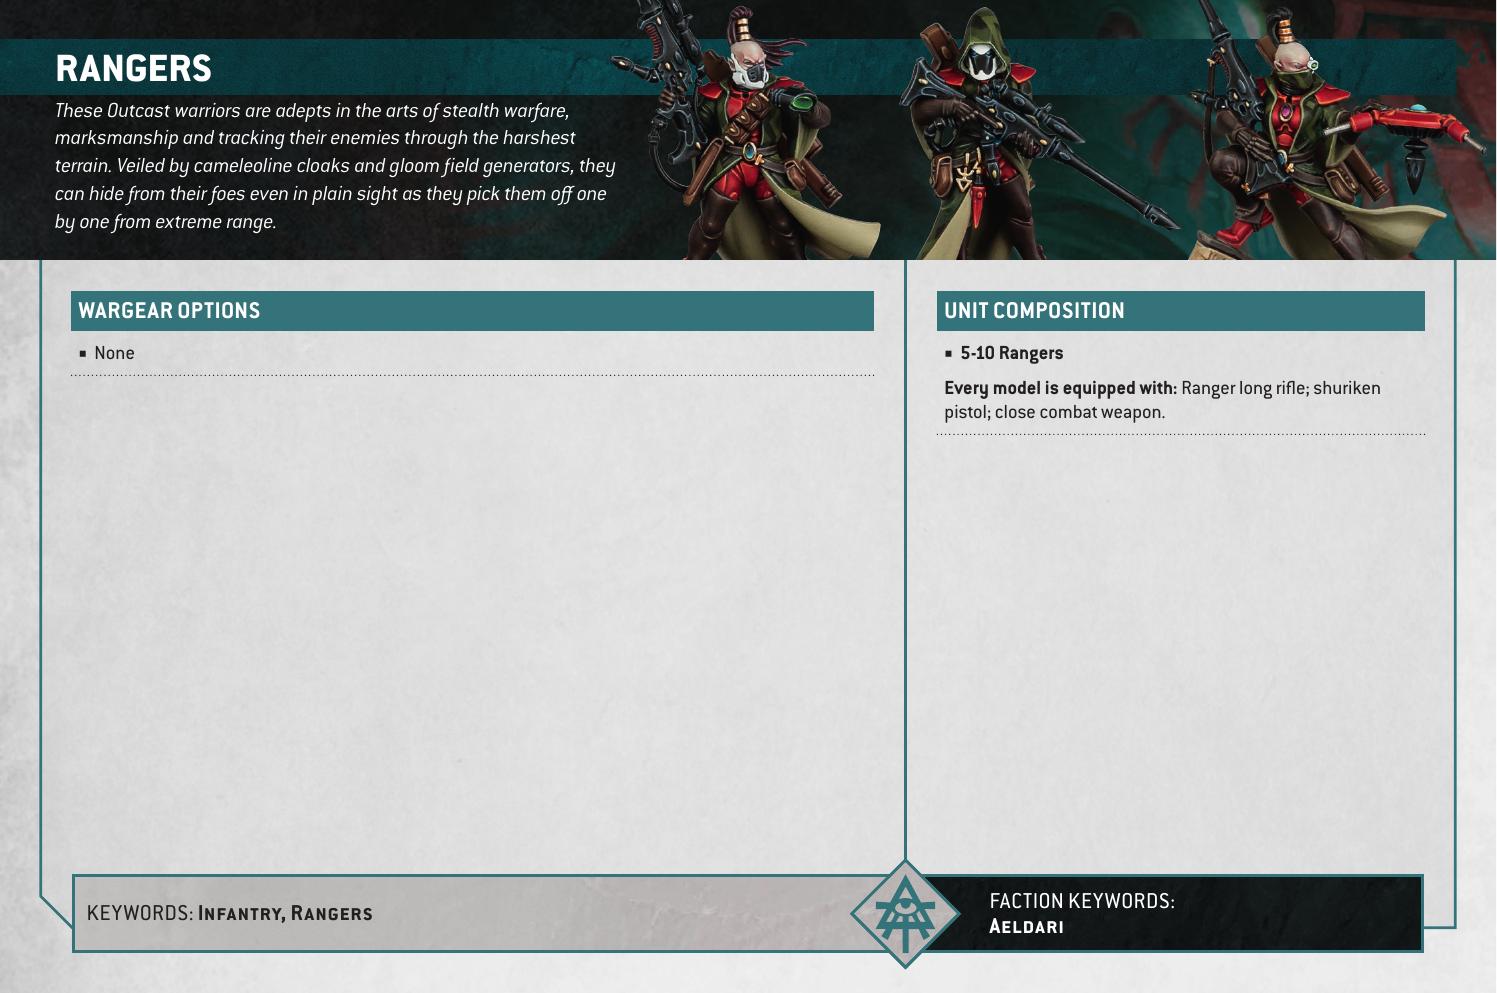 RANGERS
These Outcast warriors are adepts in the arts of stealth warfare,
marksmanship and tracking their enemies through the harshest
terrain. Veiled by cameleoline cloaks and gloom field generators, they
can hide from their foes even in plain sight as they pick them off one
by one from extreme range.
WARGEAR OPTIONS
▪ None
UNIT COMPOSITION
▪ 5-10 Rangers
Every model is equipped with: Ranger long rifle; shuriken
pistol; close combat weapon.
KEYWORDS: INFANTRY, RANGERS
FACTION KEYWORDS:
AELDARI